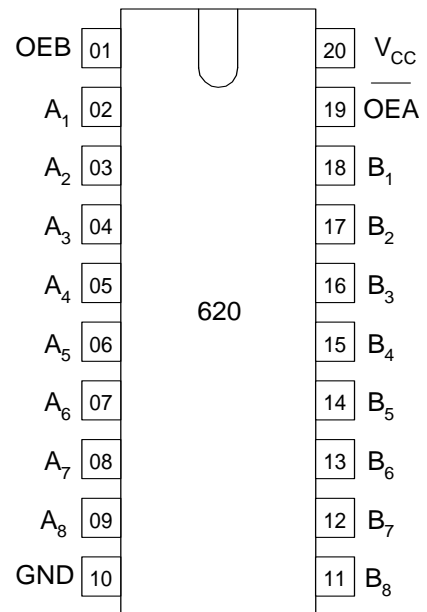 OEB 01 20 V_CC
A₁ 02 19 O̅E̅A̅
A₂ 03 18 B₁
A₃ 04 17 B₂
A₄ 05 16 B₃
620
A₅ 06 15 B₄
A₆ 07 14 B₅
A₇ 08 13 B₆
A₈ 09 12 B₇
GND 10 11 B₈